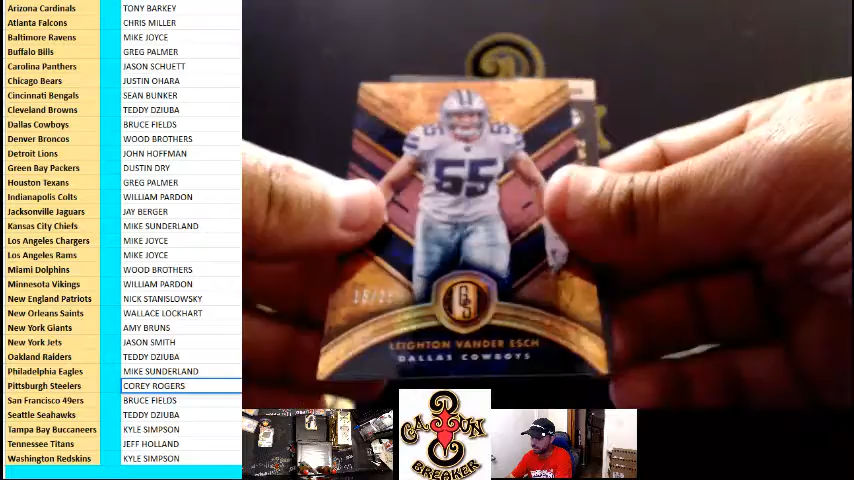 Arizona Cardinals TONY BARKEY
Atlanta Falcons CHRIS MILLER
Baltimore Ravens MIKE JOYCE
Buffalo Bills GREG PALMER
Carolina Panthers JASON SCHUETT
Chicago Bears JUSTIN OHARA
Cincinnati Bengals SEAN BUNKER
Cleveland Browns TEDDY DZIUBA
Dallas Cowboys BRUCE FIELDS
Denver Broncos WOOD BROTHERS
Detroit Lions JOHN HOFFMAN
Green Bay Packers DUSTIN DRY
Houston Texans GREG PALMER
Indianapolis Colts WILLIAM PARDON
Jacksonville Jaguars JAY BERGER
Kansas City Chiefs MIKE SUNDERLAND
Los Angeles Chargers MIKE JOYCE
Los Angeles Rams MIKE JOYCE
Miami Dolphins WOOD BROTHERS
Minnesota Vikings WILLIAM PARDON
New England Patriots NICK STANISLOWSKY
New Orleans Saints WALLACE LOCKHART
New York Giants AMY BRUNS
New York Jets JASON SMITH
Oakland Raiders TEDDY DZIUBA
Philadelphia Eagles MIKE SUNDERLAND
Pittsburgh Steelers COREY ROGERS
San Francisco 49ers BRUCE FIELDS
Seattle Seahawks TEDDY DZIUBA
Tampa Bay Buccaneers KYLE SIMPSON
Tennessee Titans JEFF HOLLAND
Washington Redskins KYLE SIMPSON
55
GS
LEIGHTON VANDER ESCH
DALLAS COWBOYS
CAJUN
BREAKER